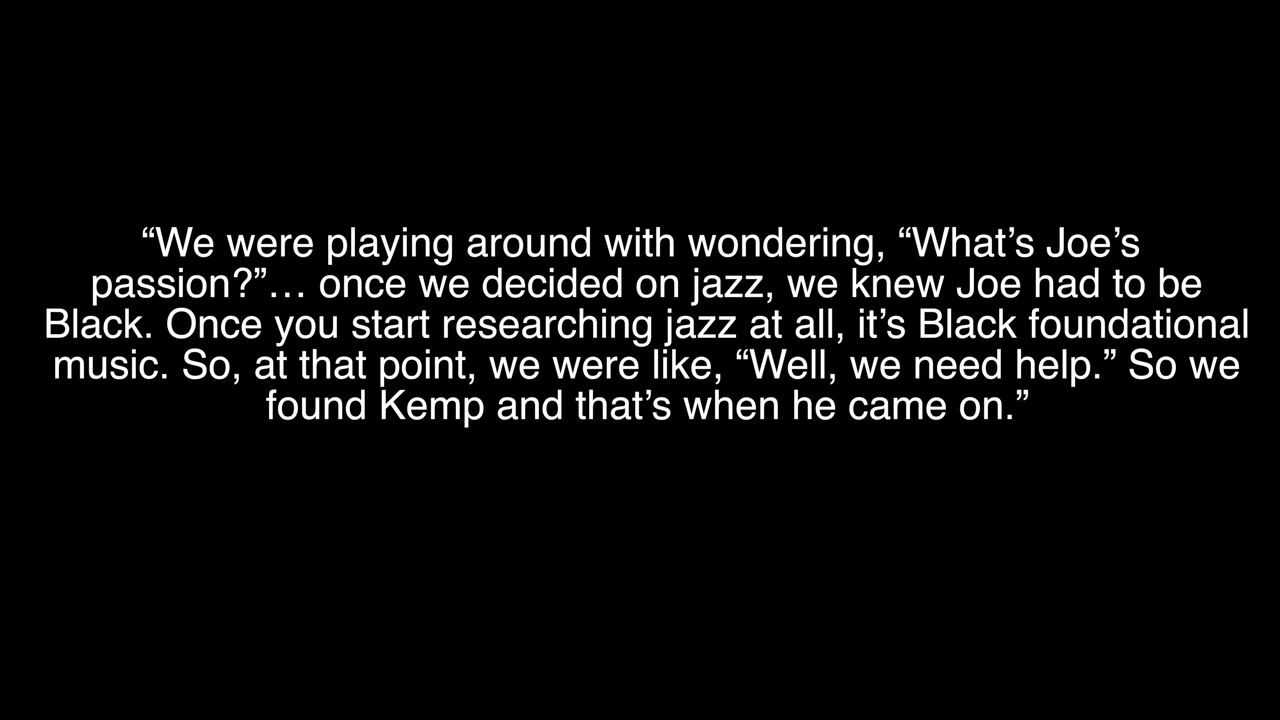 “We were playing around with wondering, “What’s Joe’s
passion?”… once we decided on jazz, we knew Joe had to be
Black. Once you start researching jazz at all, it’s Black foundational
music. So, at that point, we were like, “Well, we need help.” So we
found Kemp and that’s when he came on.”